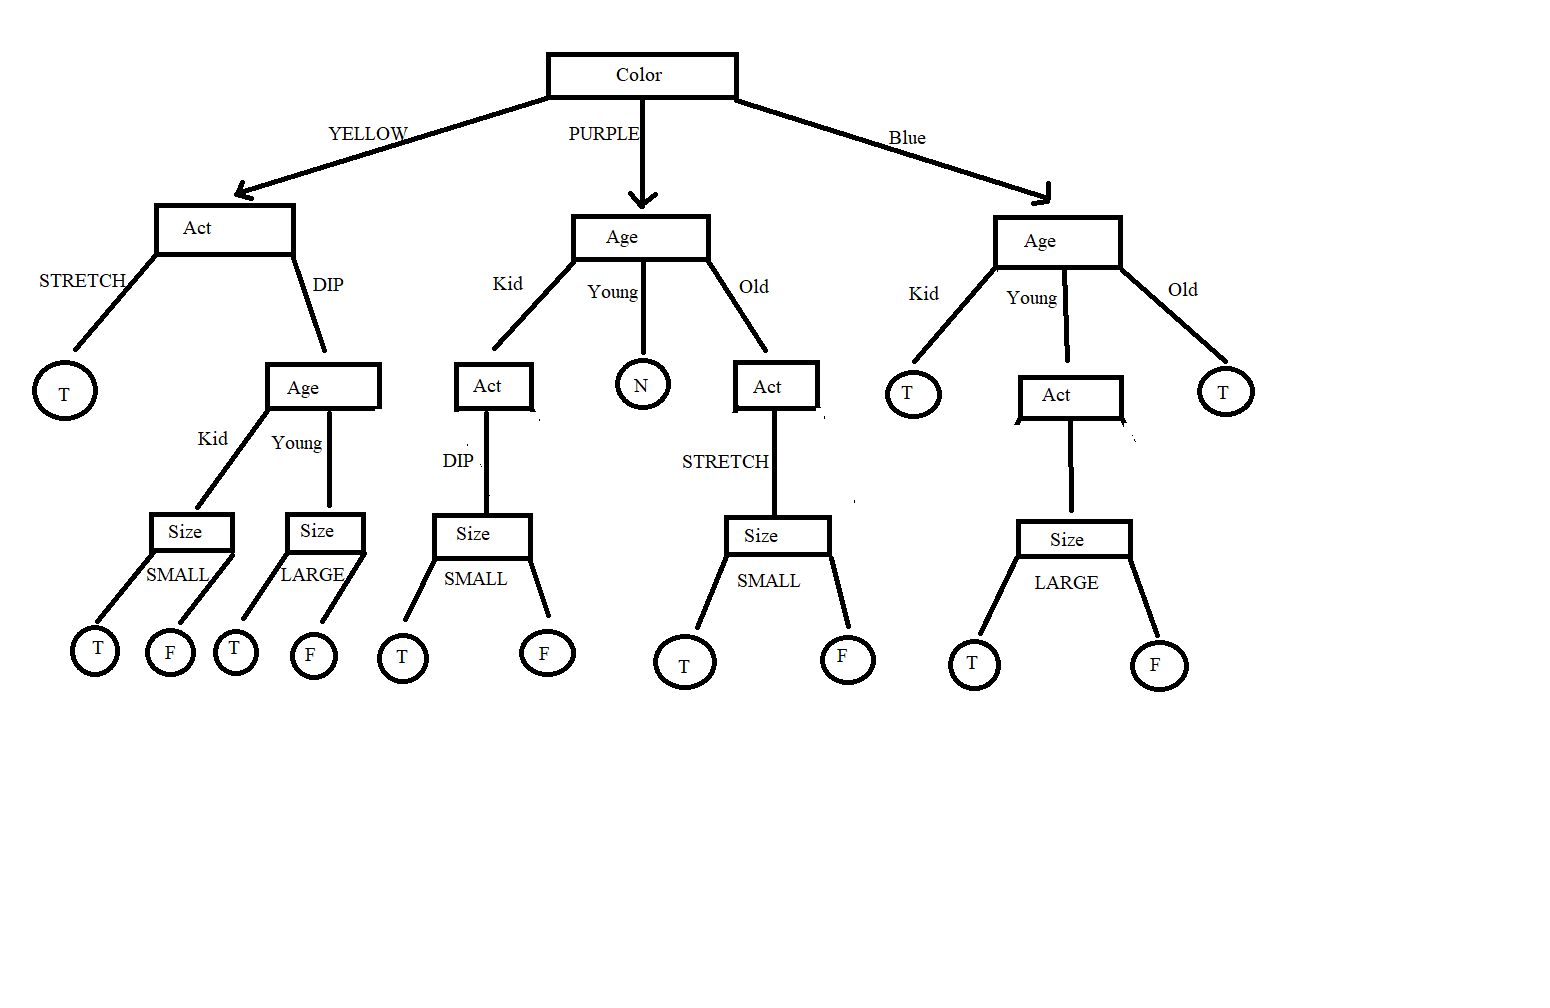 Color
YELLOW
PURPLE
Blue
Act
Age
Age
STRETCH
DIP
Kid
Young
Old
Kid
Young
Old
T
Age
Act
N
Act
T
Act
T
Kid
Young
DIP
STRETCH
Size
Size
Size
Size
Size
SMALL
LARGE
SMALL
SMALL
LARGE
T
F
T
F
T
F
T
F
T
F